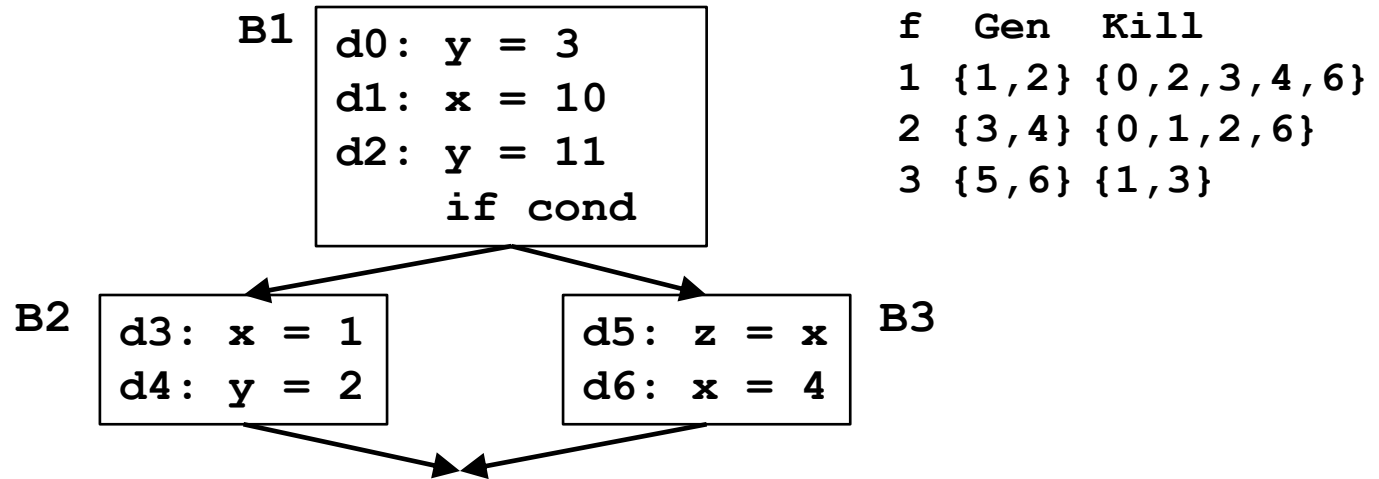 B1
d0: y = 3
d1: x = 10
d2: y = 11
if cond
f Gen Kill
1 {1,2} {0,2,3,4,6}
2 {3,4} {0,1,2,6}
3 {5,6} {1,3}
B2
d3: x = 1
d4: y = 2
d5: z = x
d6: x = 4
B3